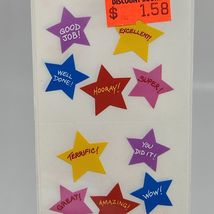 DISCOUNT
$ 1.58
GOOD
JOB!
EXCELLENT!
WELL
DONE!
HOORAY!
SUPER!
TERRIFIC!
YOU
DID IT!
GREAT!
AMAZING!
WOW!